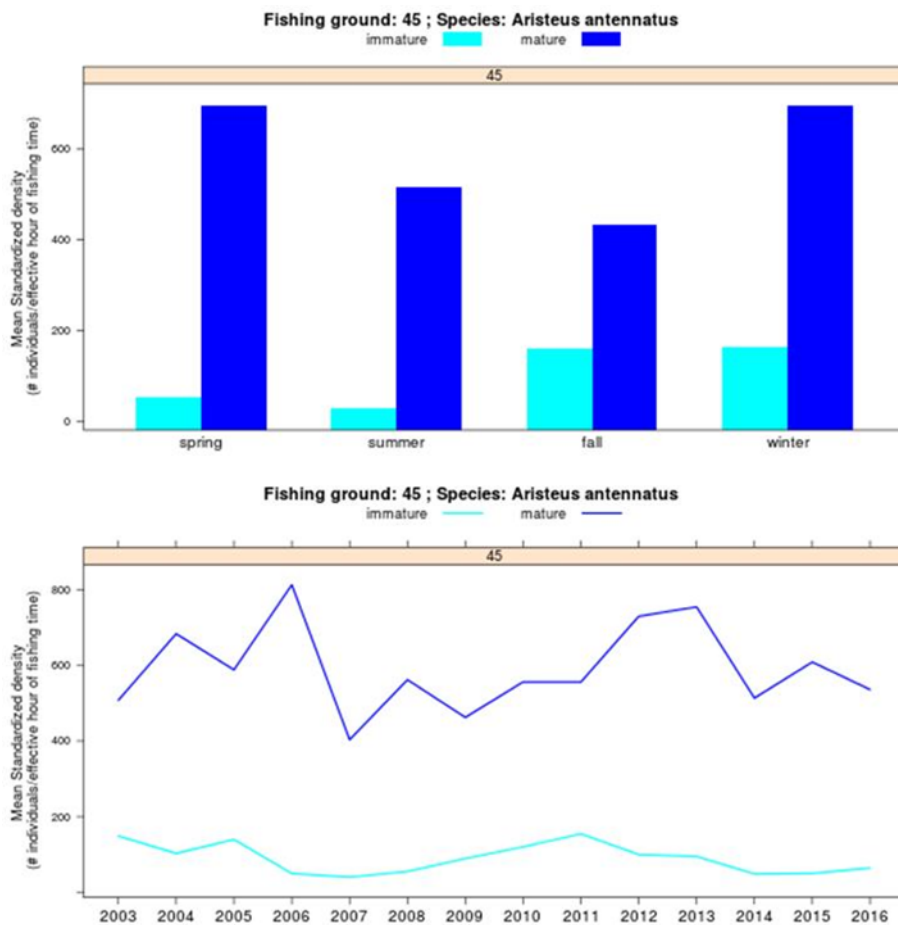 Fishing ground: 45 ; Species: Aristeus antennatus
immature mature
45
Mean Standardized density
(# individuals/effective hour of fishing time)
600
400
200
0
spring summer fall winter
Fishing ground: 45 ; Species: Aristeus antennatus
immature mature
45
Mean Standardized density
(# individuals/effective hour of fishing time)
800
600
400
200
2003 2004 2005 2006 2007 2008 2009 2010 2011 2012 2013 2014 2015 2016